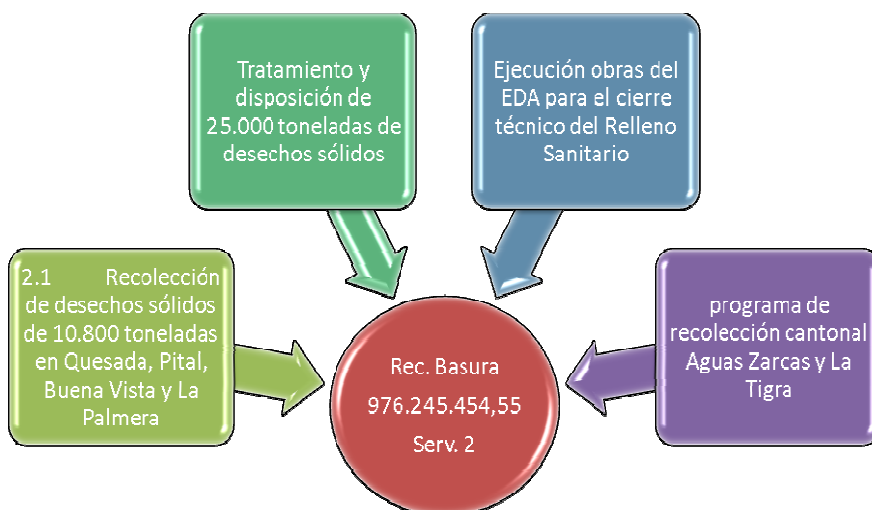 Tratamiento y
disposición de
25.000 toneladas de
desechos sólidos
Ejecución obras del
EDA para el cierre
técnico del Relleno
Sanitario
2.1 Recolección
de desechos sólidos
de 10.800 toneladas
en Quesada, Pital,
Buena Vista y La
Palmera
programa de
recolección cantonal
Aguas Zarcas y La
Tigra
Rec. Basura
976.245.454,55
Serv. 2